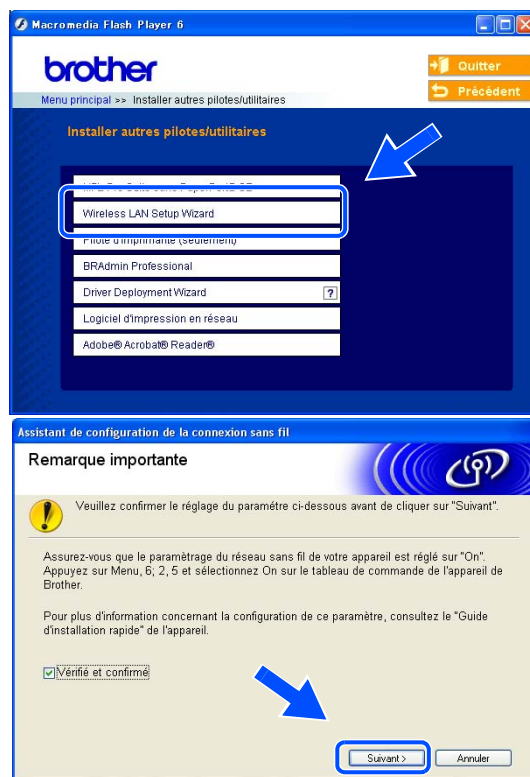 Macromedia Flash Player 6
brother
Quitter
Précédent
Menu principal >> Installer autres pilotes/utilitaires
Installer autres pilotes/utilitaires
Wireless LAN Setup Wizard
Pilote d'imprimante (seulement)
BRAdmin Professional
Driver Deployment Wizard ?
Logiciel d'impression en réseau
Adobe® Acrobat® Reader®
Assistant de configuration de la connexion sans fil
Remarque importante
Veuillez confirmer le réglage du paramétre ci-dessous avant de cliquer sur "Suivant".
Assurez-vous que le paramètrage du réseau sans fil de votre appareil est réglé sur "On".
Appuyez sur Menu, 6; 2, 5 et sélectionnez On sur le tableau de commande de l'appareil de
Brother.
Pour plus d'information concernant la configuration de ce paramètre, consultez le "Guide
d'installation rapide" de l'appareil.
Vérifié et confirmé
Suivant >
Annuler